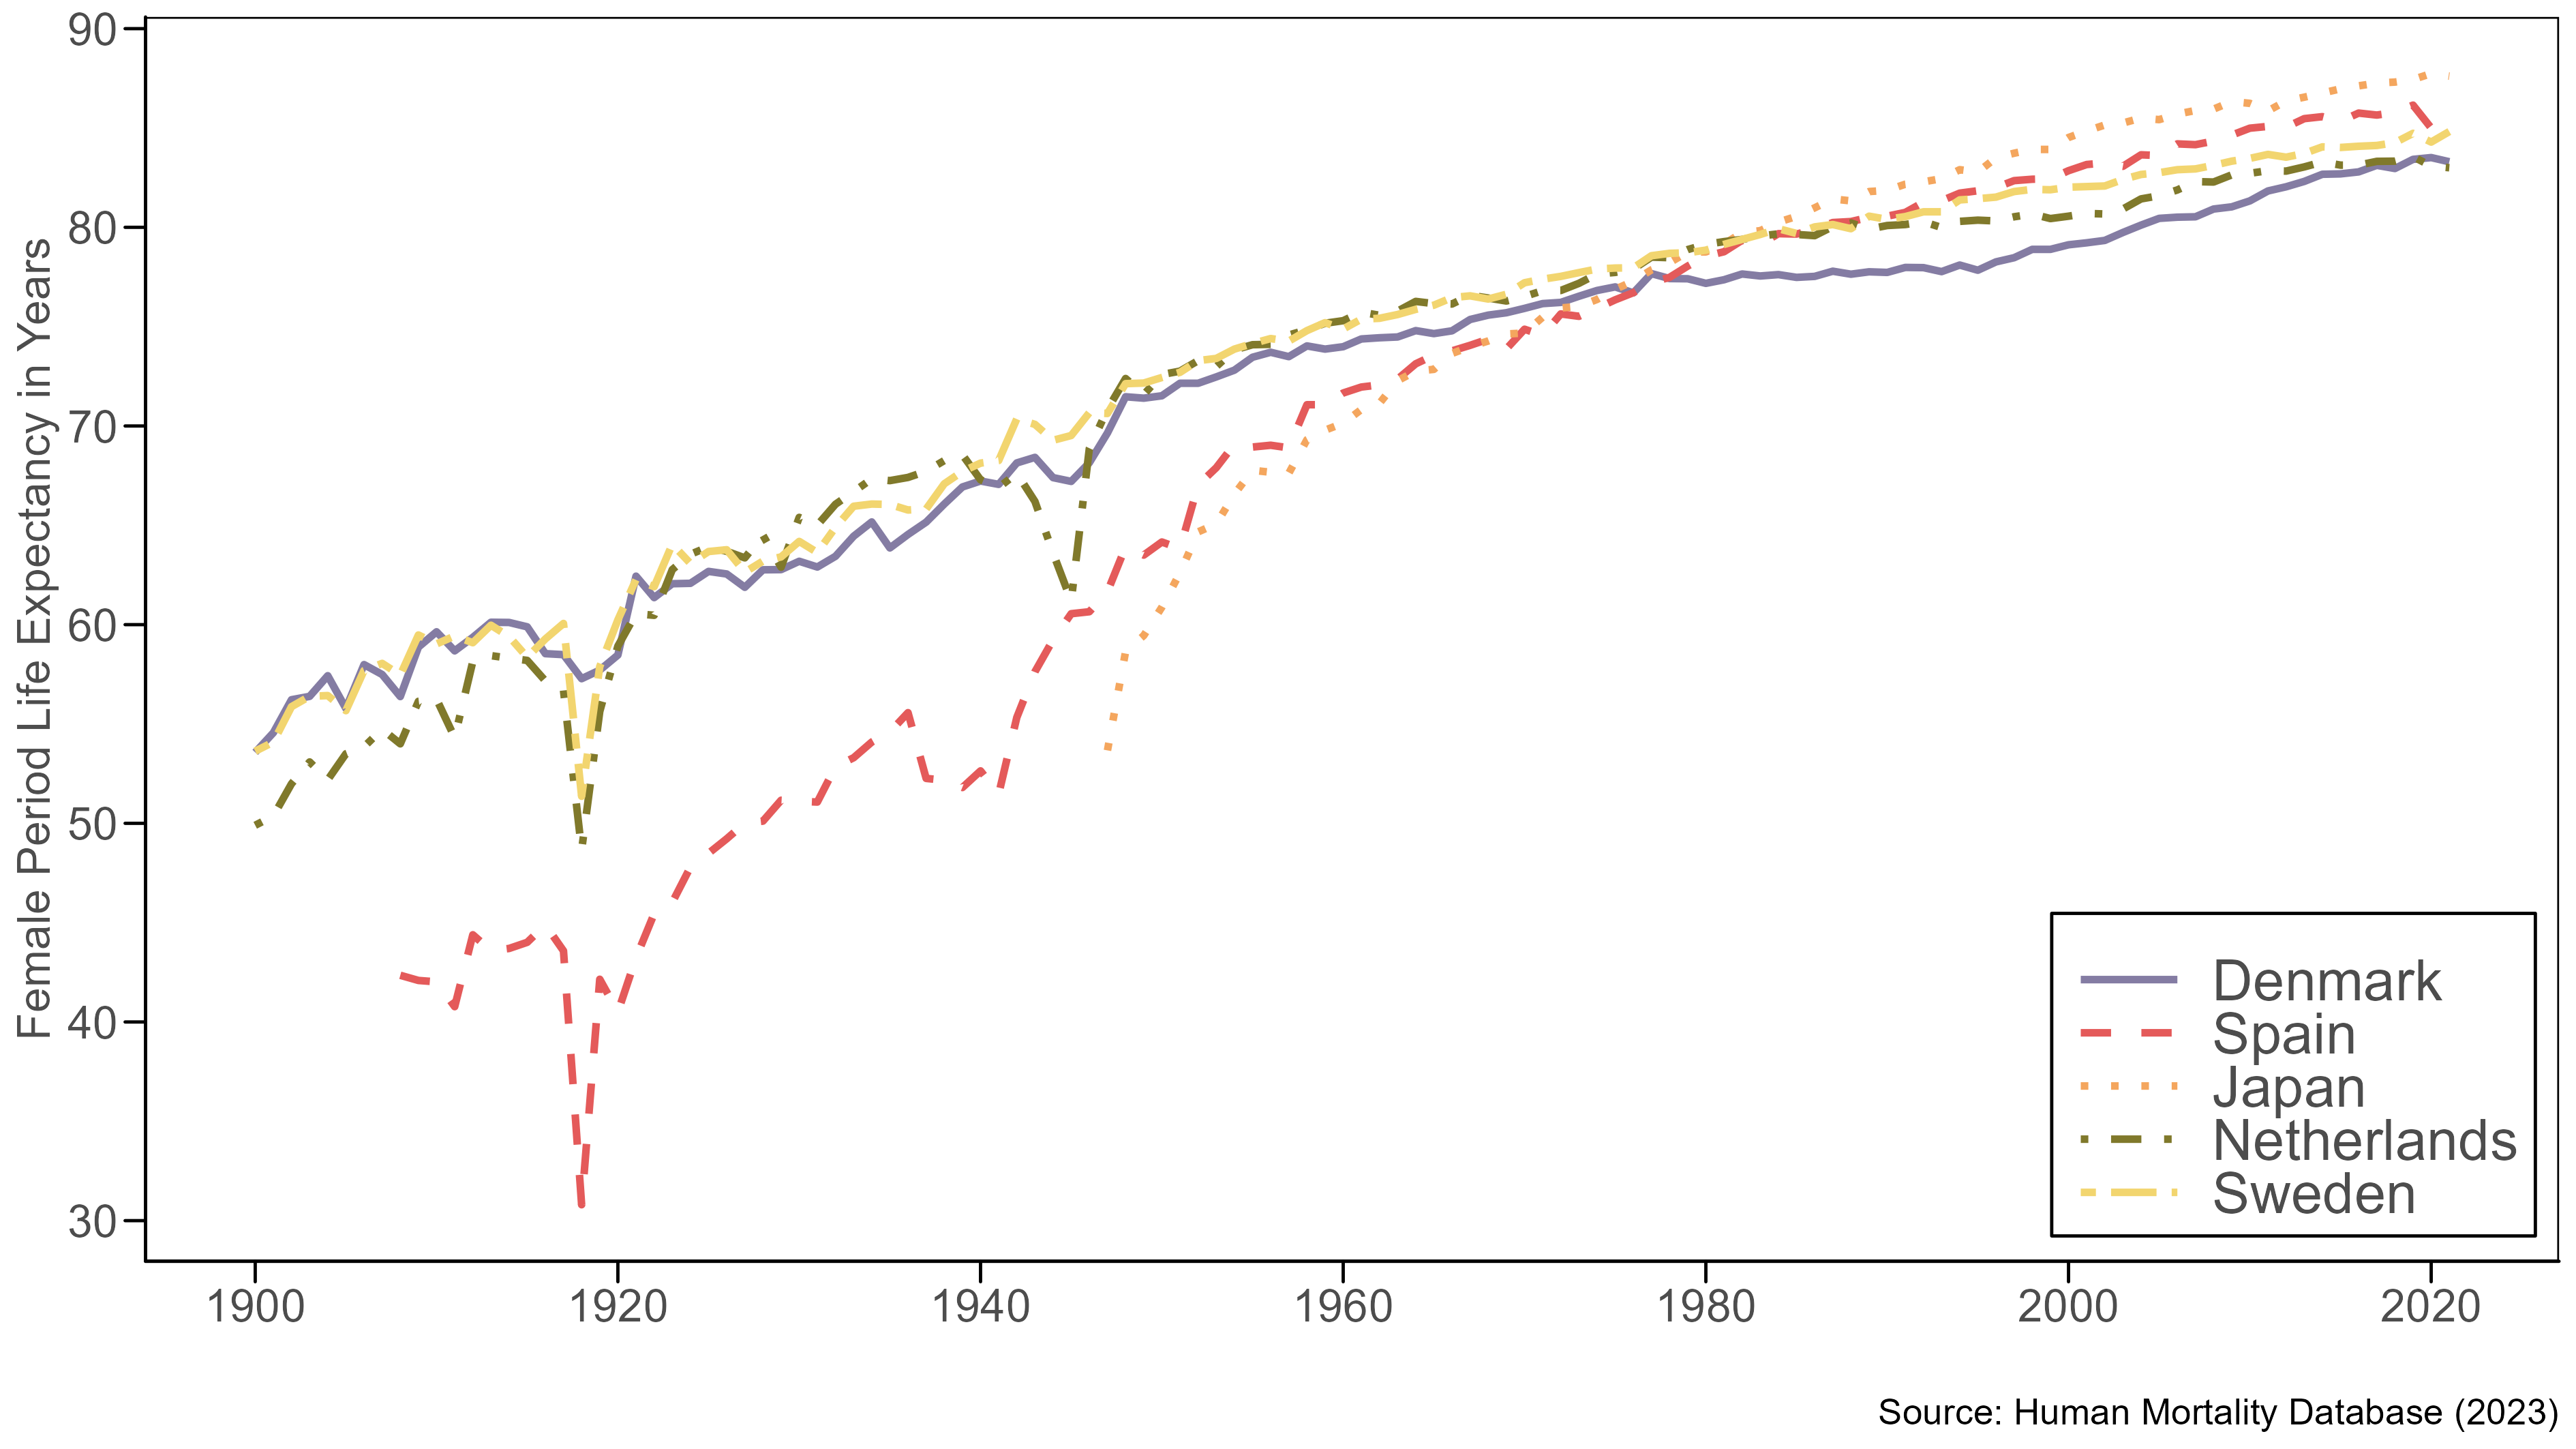 Female Period Life Expectancy in Years
90
80
70
60
50
40
30
1900
1920
1940
1960
1980
2000
2020
Denmark
Spain
Japan
Netherlands
Sweden
Source: Human Mortality Database (2023)